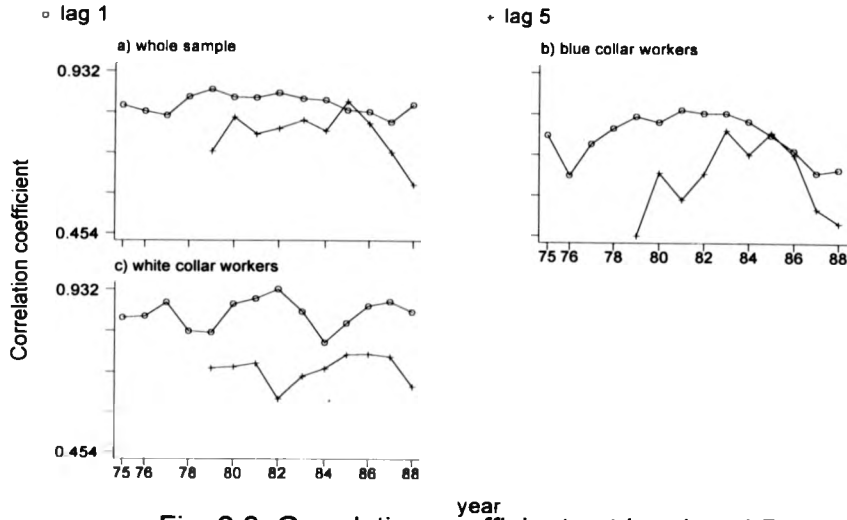 lag 1
lag 5
a) whole sample
b) blue collar workers
0.932
0.454
c) white collar workers
0.932
0.454
Correlation coefficient
75 76 78 80 82 84 86 88
75 76 78 80 82 84 86 88
year